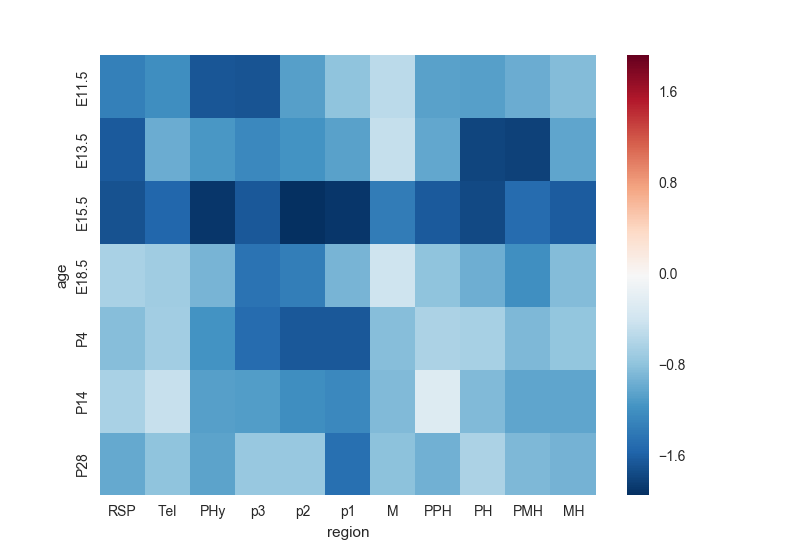 age
E11.5
E13.5
E15.5
E18.5
P4
P14
P28
RSP Tel PHy p3 p2 p1 M PPH PH PMH MH
region
1.6
0.8
0.0
−0.8
−1.6